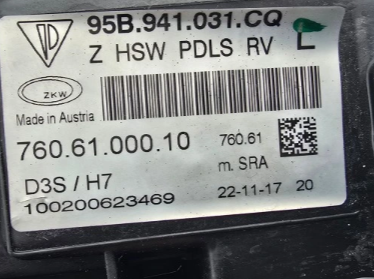 95B.941.031.CQ
Z HSW PDLS RV L
ZKW
Made in Austria
760.61.000.10
760.61
m. SRA
D3S / H7
22-11-17 20
100200623469